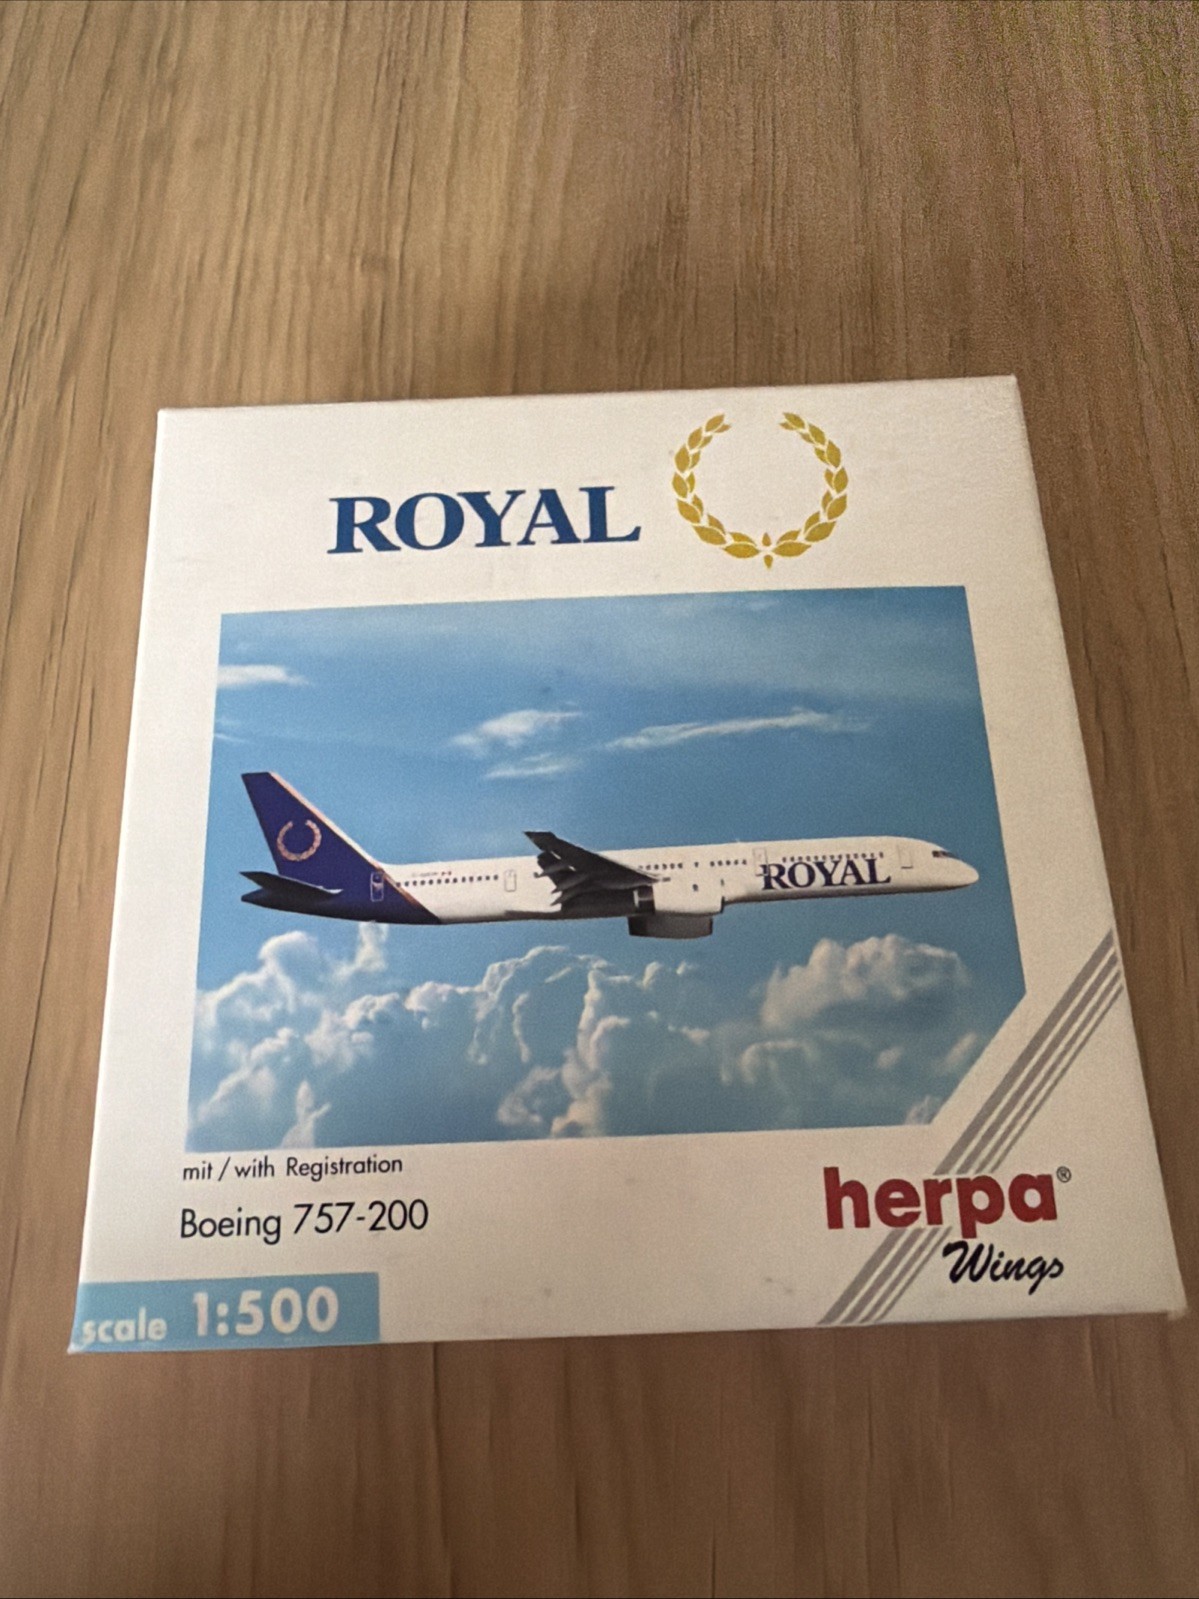 ROYAL
ROYAL
mit / with Registration
Boeing 757-200
herpa®
Wings
scale 1:500